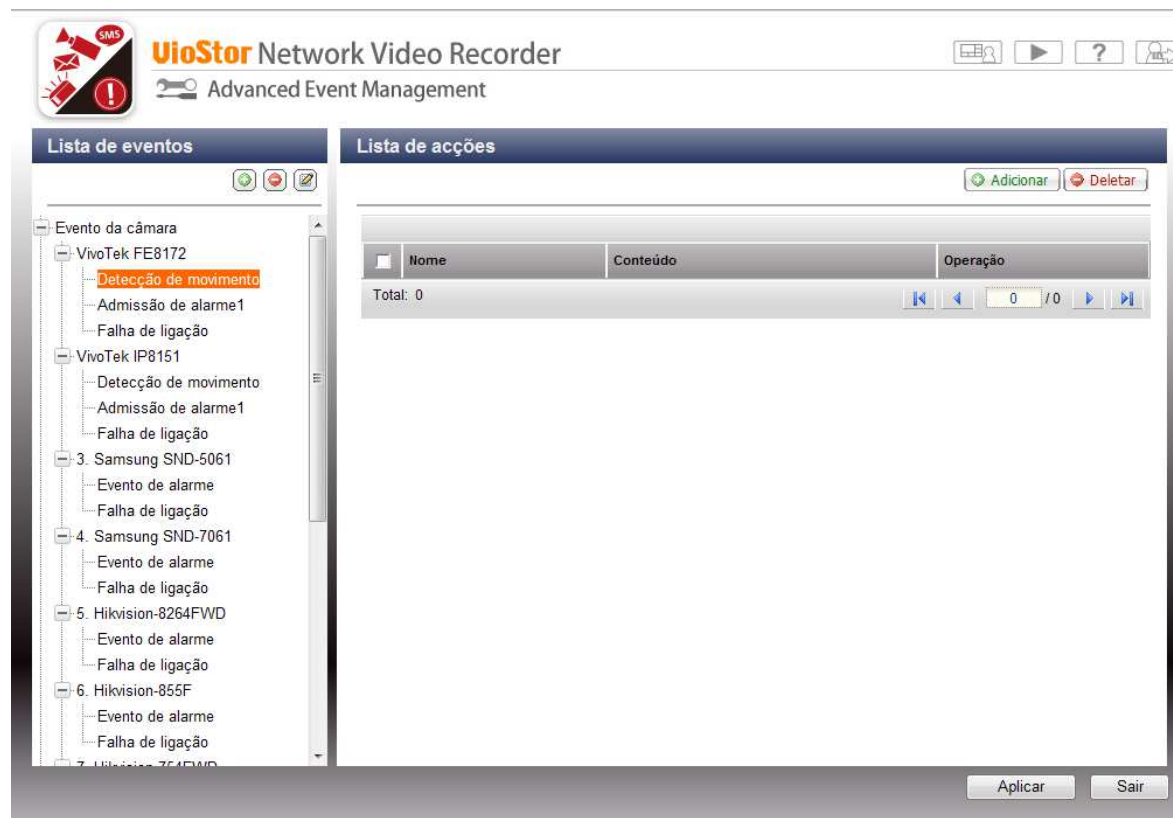 SMS
VioStor Network Video Recorder
?
Advanced Event Management
Lista de eventos
Lista de acções
Adicionar
Deletar
Evento da câmara
VivoTek FE8172
Detecção de movimento
Admissão de alarme1
Falha de ligação
VivoTek IP8151
Detecção de movimento
Admissão de alarme1
Falha de ligação
3. Samsung SND-5061
Evento de alarme
Falha de ligação
4. Samsung SND-7061
Evento de alarme
Falha de ligação
5. Hikvision-8264FWD
Evento de alarme
Falha de ligação
6. Hikvision-855F
Evento de alarme
Falha de ligação
Nome Conteúdo Operação
Total: 0
0 / 0
Aplicar
Sair